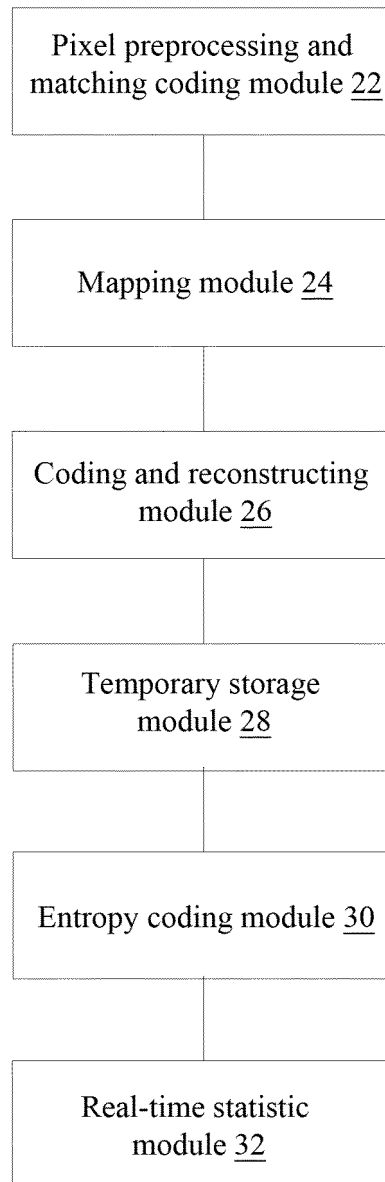 Pixel preprocessing and
matching coding module 22
Mapping module 24
Coding and reconstructing
module 26
Temporary storage
module 28
Entropy coding module 30
Real-time statistic
module 32